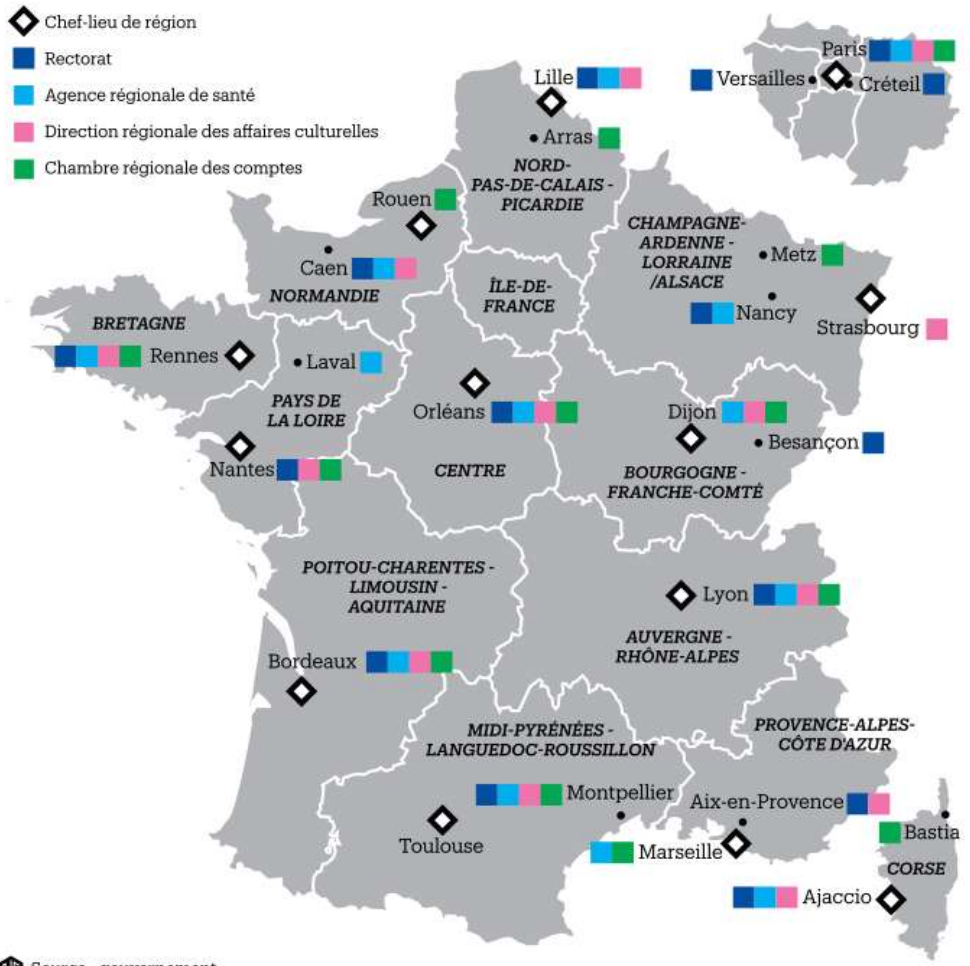 Chef-lieu de région
Rectorat
Agence régionale de santé
Direction régionale des affaires culturelles
Chambre régionale des comptes
Paris
Versailles
Créteil
Lille
Arras
NORD-
PAS-DE-CALAIS -
PICARDIE
Rouen
Caen
NORMANDIE
ÎLE-DE-
FRANCE
CHAMPAGNE-
ARDENNE -
LORRAINE
/ALSACE
Metz
Nancy
Strasbourg
BRETAGNE
Rennes
Laval
PAYS DE
LA LOIRE
Nantes
Orléans
CENTRE
Dijon
Besançon
BOURGOGNE -
FRANCHE-COMTÉ
POITOU-CHARENTES -
LIMOUSIN -
AQUITAINE
Bordeaux
Lyon
AUVERGNE -
RHÔNE-ALPES
MIDI-PYRÉNÉES -
LANGUEDOC-ROUSSILLON
Montpellier
Toulouse
PROVENCE-ALPES-
CÔTE D'AZUR
Aix-en-Provence
Marseille
Bastia
CORSE
Ajaccio